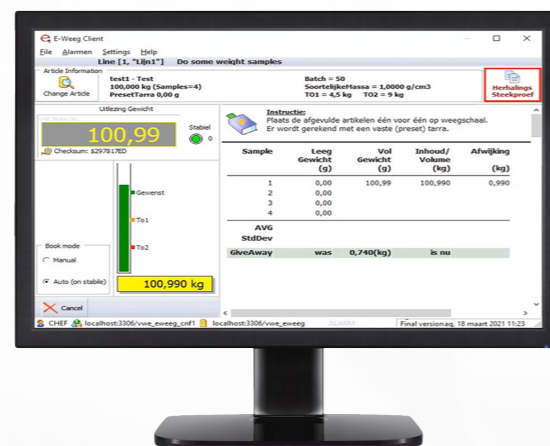 E-Weeg Client
File Alarmen Settings Help
Line [1, "Lijn1"] Do some weight samples
Article Information
Change Article
test1 - Test
100,000 kg (Samples=4)
PresetTarra 0,00 g
Batch = 50
SoortelijkeMassa = 1,0000 g/cm3
TO1 = 4,5 kg TO2 = 9 kg
Herhalings
Steekproef
Uitlezing Gewicht
100,99
Stabiel
0
Checksum: $297817ED
Instructie:
Plaats de afgevulde artikelen één voor één op weegschaal.
Er wordt gerekend met een vaste (preset) tarra.
Sample Leeg Gewicht (g) Vol Gewicht (g) Inhoud/ Volume (kg) Afwijking (kg)
1 0,00 100,99 100,990 0,990
2 0,00
3 0,00
4 0,00
AVG
StdDev
GiveAway was 0,740(kg) is nu
Gewenst
To1
To2
Book mode
Manual
Auto (on stabile)
100,990 kg
Cancel
CHEF localhost:3306/vwe_eweeg_cnf1 localhost:3306/vwe_eweeg ALARM! Final version aq, 18 maart 2021 11:23